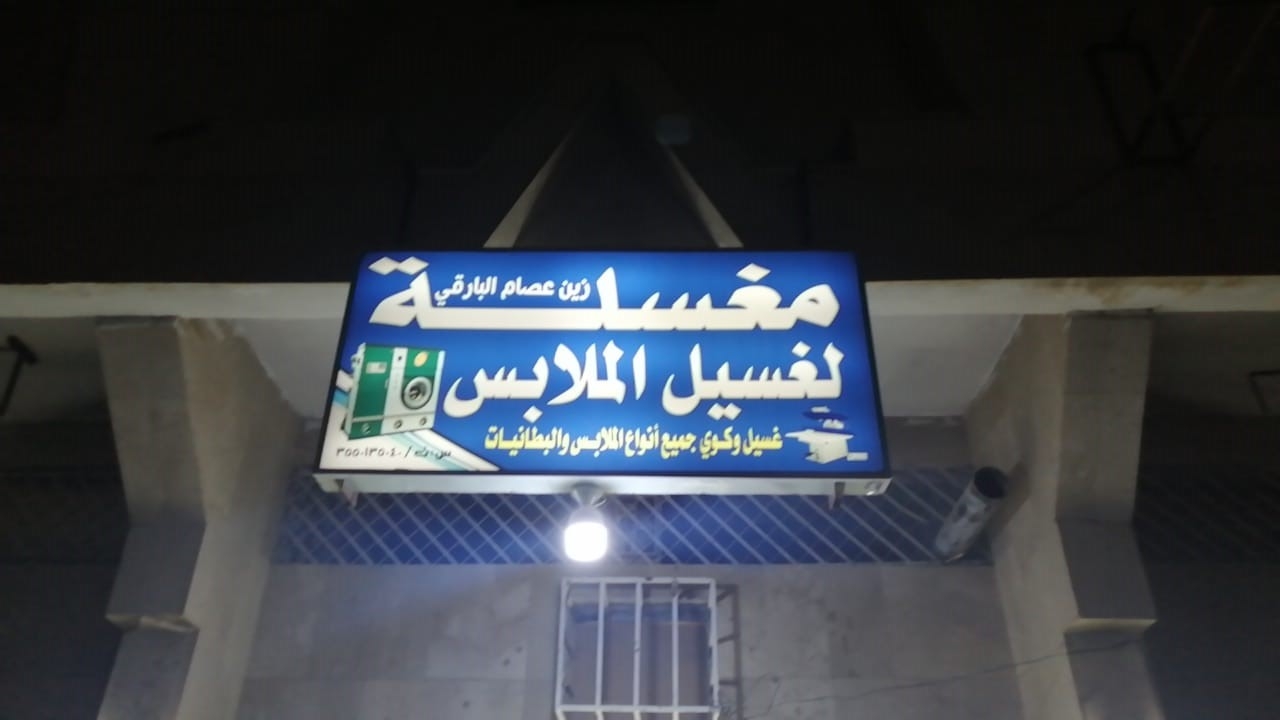 مغسلة
زين عصام البارقي
لغسيل الملابس
غسيل وكوي جميع أنواع الملابس والبطانيات